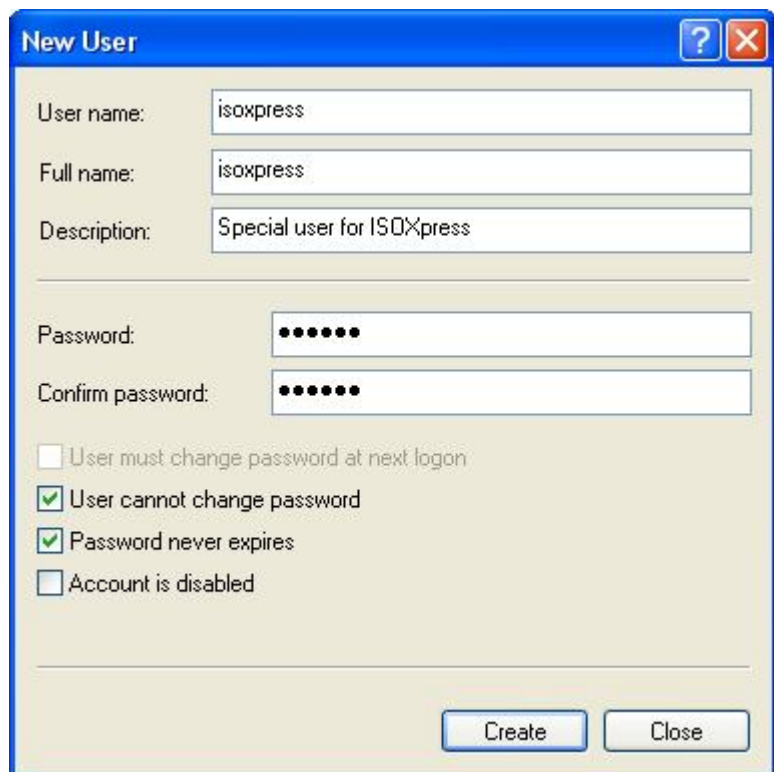 New User
User name: isoxpress
Full name: isoxpress
Description: Special user for ISOXpress
Password: ••••••
Confirm password: ••••••
User must change password at next logon
User cannot change password
Password never expires
Account is disabled
Create Close